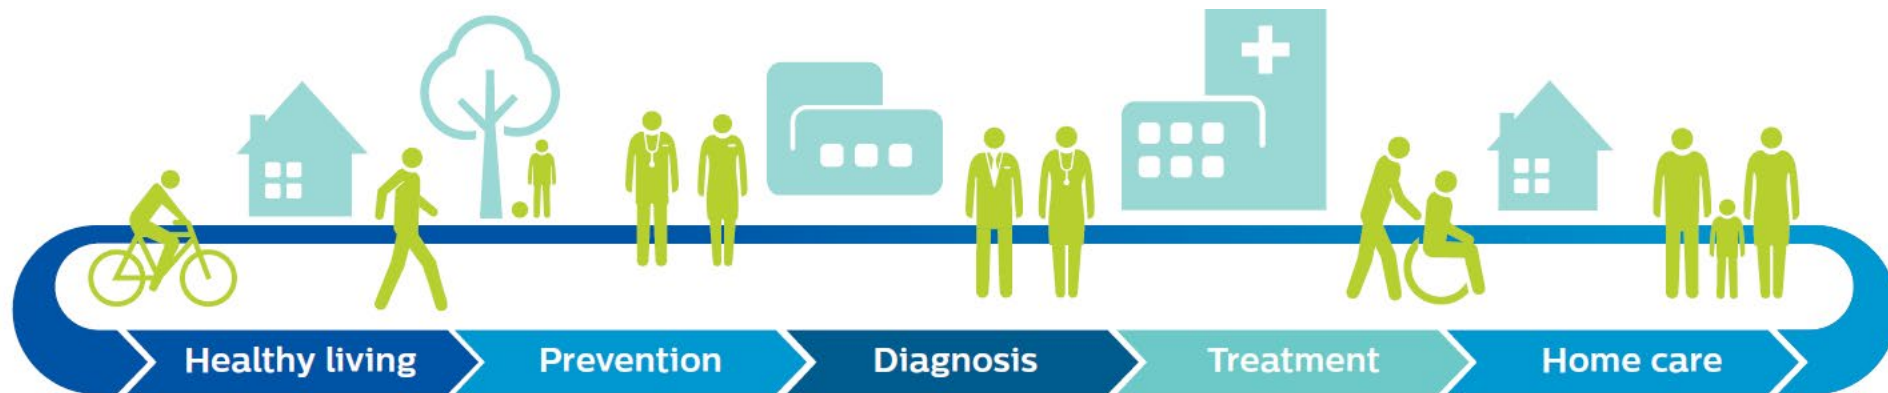 Healthy living
Prevention
Diagnosis
Treatment
Home care